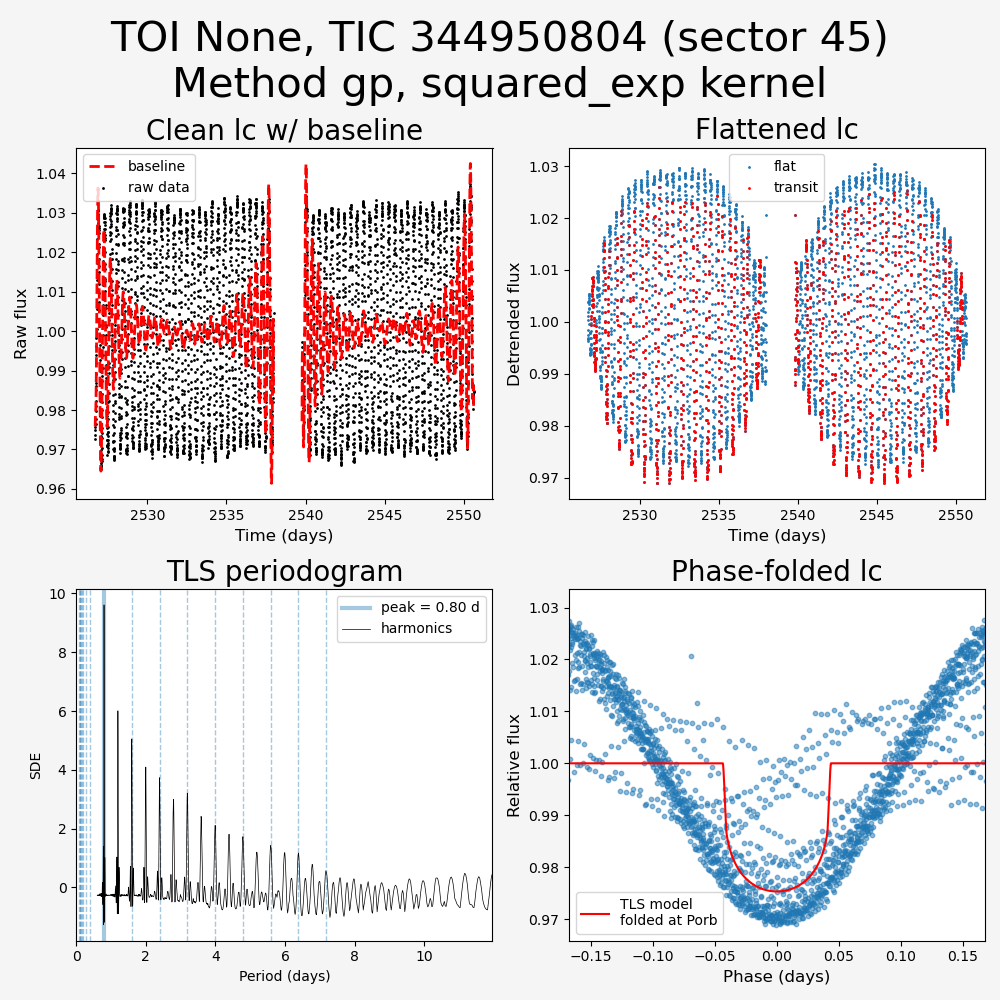 TOI None, TIC 344950804 (sector 45)
Method gp, squared_exp kernel
Clean lc w/ baseline
baseline
raw data
1.04
1.03
1.02
1.01
1.00
0.99
0.98
0.97
0.96
Raw flux
2530
2535
2540
2545
2550
Time (days)
Flattened lc
flat
transit
1.03
1.02
1.01
1.00
0.99
0.98
0.97
Detrended flux
2530
2535
2540
2545
2550
Time (days)
TLS periodogram
peak = 0.80 d
harmonics
10
8
6
4
2
0
SDE
0
2
4
6
8
10
Period (days)
Phase-folded lc
1.03
1.02
1.01
1.00
0.99
0.98
0.97
Relative flux
TLS model
folded at Porb
−0.15
−0.10
−0.05
0.00
0.05
0.10
0.15
Phase (days)